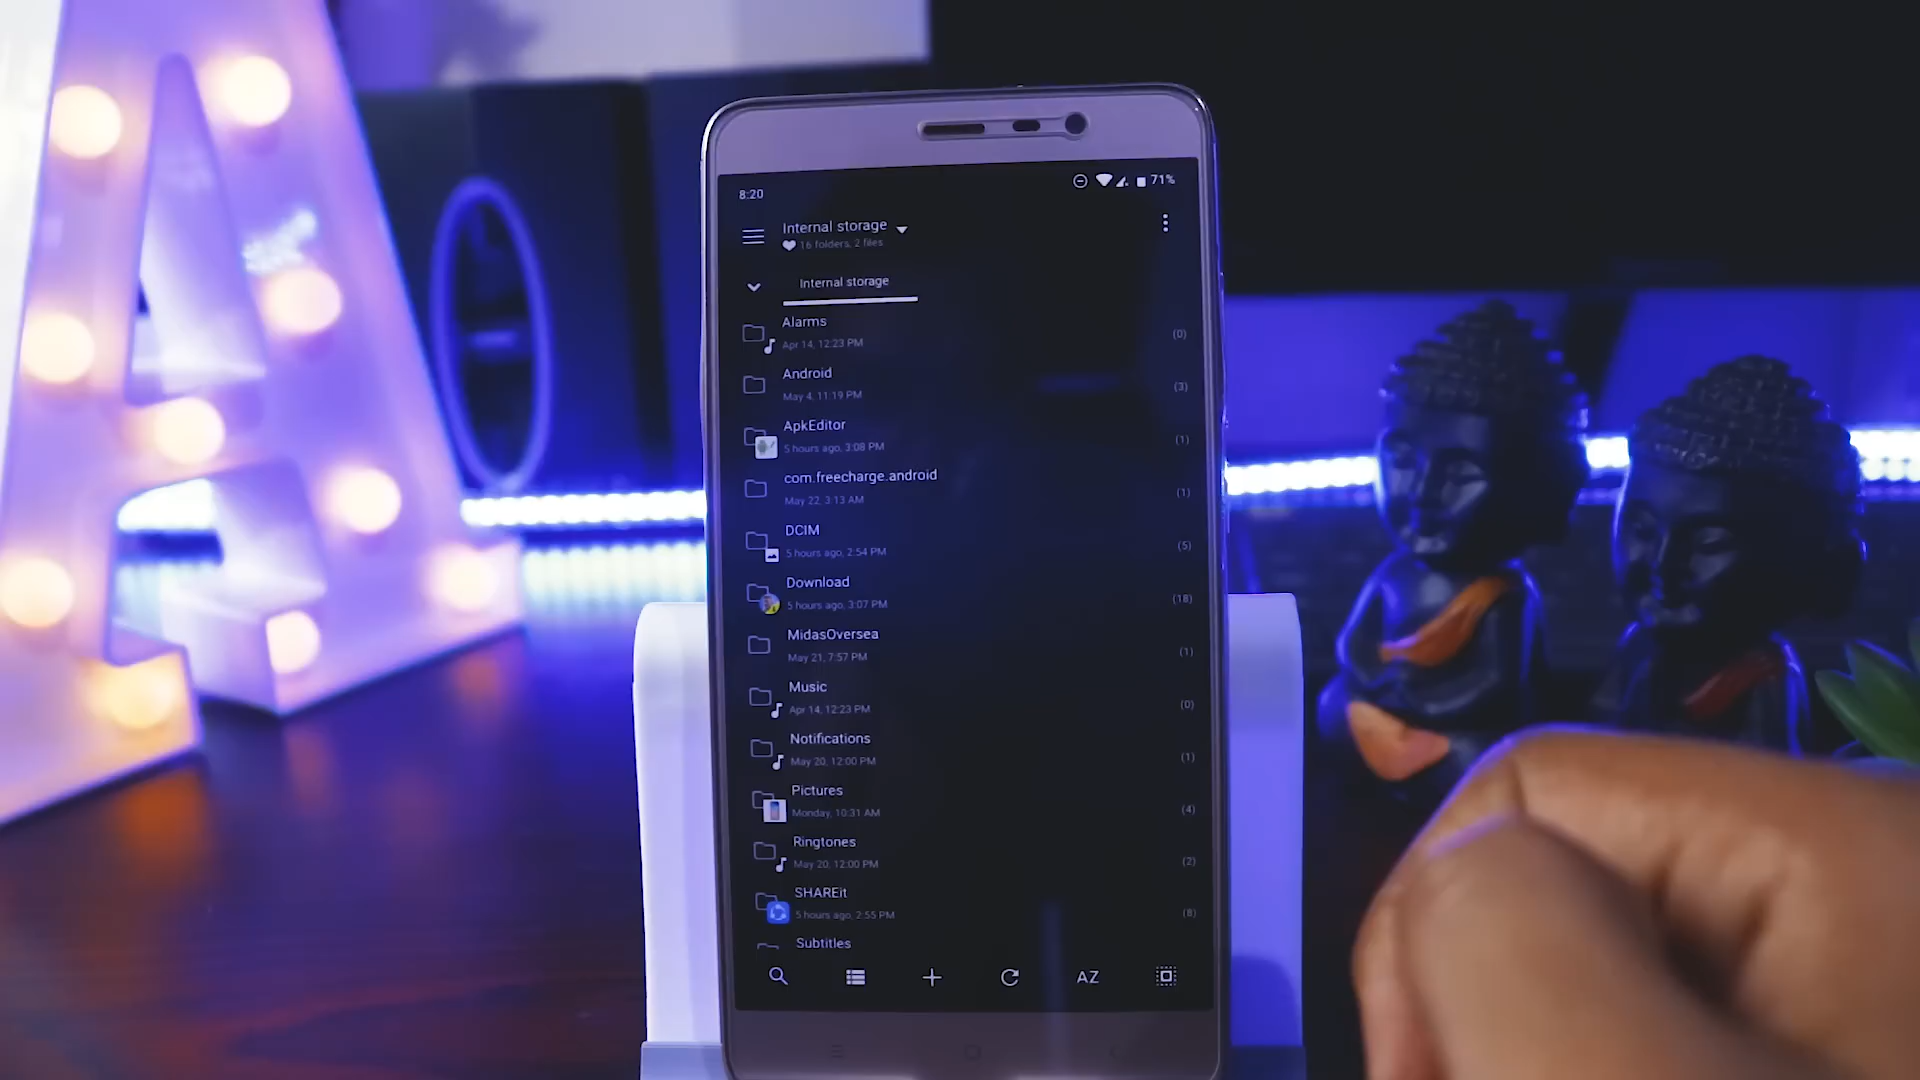 8:20
71%
Internal storage
16 folders, 2 files
Internal storage
Alarms
Apr 14, 12:23 PM
(0)
Android
May 4, 11:19 PM
(3)
ApkEditor
5 hours ago, 3:08 PM
(1)
com.freecharge.android
May 22, 3:13 AM
(1)
DCIM
5 hours ago, 2:54 PM
(5)
Download
5 hours ago, 3:07 PM
(18)
MidasOversea
May 21, 7:57 PM
(1)
Music
Apr 14, 12:23 PM
(0)
Notifications
May 20, 12:00 PM
(1)
Pictures
Monday, 10:31 AM
(4)
Ringtones
May 20, 12:00 PM
(2)
SHAREit
5 hours ago, 2:55 PM
(8)
Subtitles
AZ